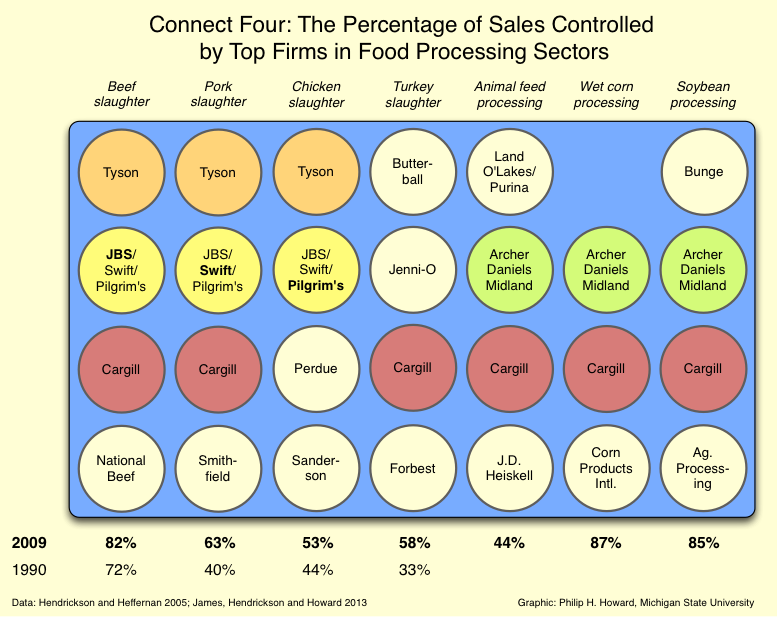 Connect Four: The Percentage of Sales Controlled
by Top Firms in Food Processing Sectors
Beef
slaughter
Pork
slaughter
Chicken
slaughter
Turkey
slaughter
Animal feed
processing
Wet corn
processing
Soybean
processing
Tyson
Tyson
Tyson
Butter-
ball
Land
O'Lakes/
Purina
Bunge
JBS/
Swift/
Pilgrim's
JBS/
Swift/
Pilgrim's
JBS/
Swift/
Pilgrim's
Jenni-O
Archer
Daniels
Midland
Archer
Daniels
Midland
Archer
Daniels
Midland
Cargill
Cargill
Perdue
Cargill
Cargill
Cargill
Cargill
National
Beef
Smith-
field
Sander-
son
Forbest
J.D.
Heiskell
Corn
Products
Intl.
Ag.
Process-
ing
2009 82% 63% 53% 58% 44% 87% 85%
1990 72% 40% 44% 33%
Data: Hendrickson and Heffernan 2005; James, Hendrickson and Howard 2013
Graphic: Philip H. Howard, Michigan State University